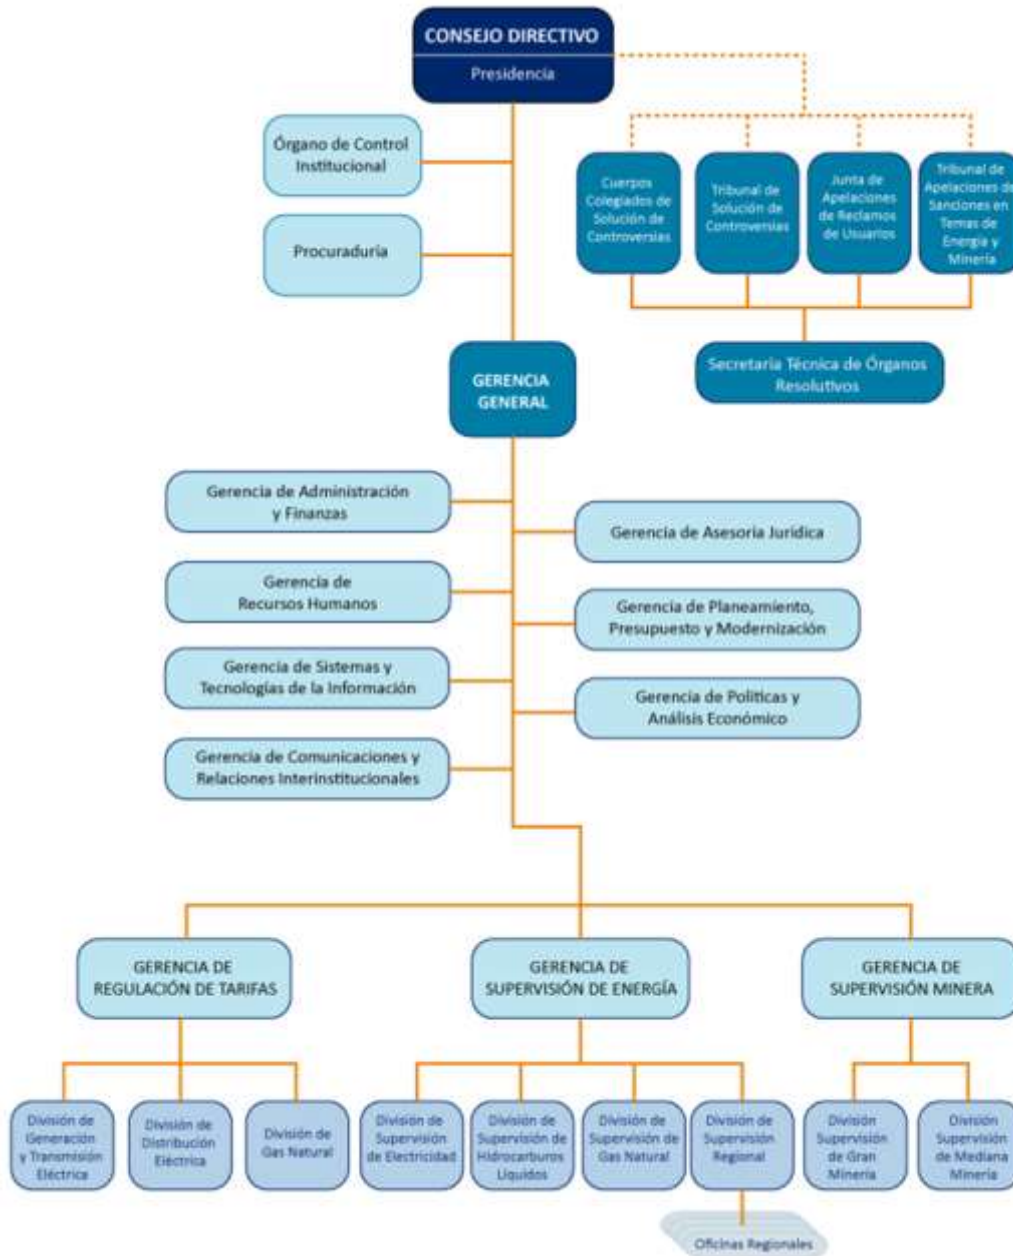 CONSEJO DIRECTIVO
Presidencia
Órgano de Control
Institucional
Procuraduría
Cuerpos
Colegiados de
Solución de
Controversias
Tribunal de
Solución de
Controversias
Junta de
Apelaciones
de Reclamos
de Usuarios
Tribunal de
Apelaciones de
Sanciones en
Temas de
Energía y
Minería
Secretaria Técnica de Órganos
Resolutivos
GERENCIA
GENERAL
Gerencia de Administración
y Finanzas
Gerencia de Asesoría Jurídica
Gerencia de
Recursos Humanos
Gerencia de Planeamiento,
Presupuesto y Modernización
Gerencia de Sistemas y
Tecnologías de la Información
Gerencia de Políticas y
Análisis Económico
Gerencia de Comunicaciones y
Relaciones Interinstitucionales
GERENCIA DE
REGULACIÓN DE TARIFAS
GERENCIA DE
SUPERVISIÓN DE ENERGÍA
GERENCIA DE
SUPERVISIÓN MINERA
División de
Generación
y Transmisión
Eléctrica
División de
Distribución
Eléctrica
División de
Gas Natural
División de
Supervisión
de Electricidad
División de
Supervisión de
Hidrocarburos
Líquidos
División de
Supervisión de
Gas Natural
División de
Supervisión
Regional
División
Supervisión
de Gran
Minería
División
Supervisión
de Mediana
Minería
Oficinas Regionales